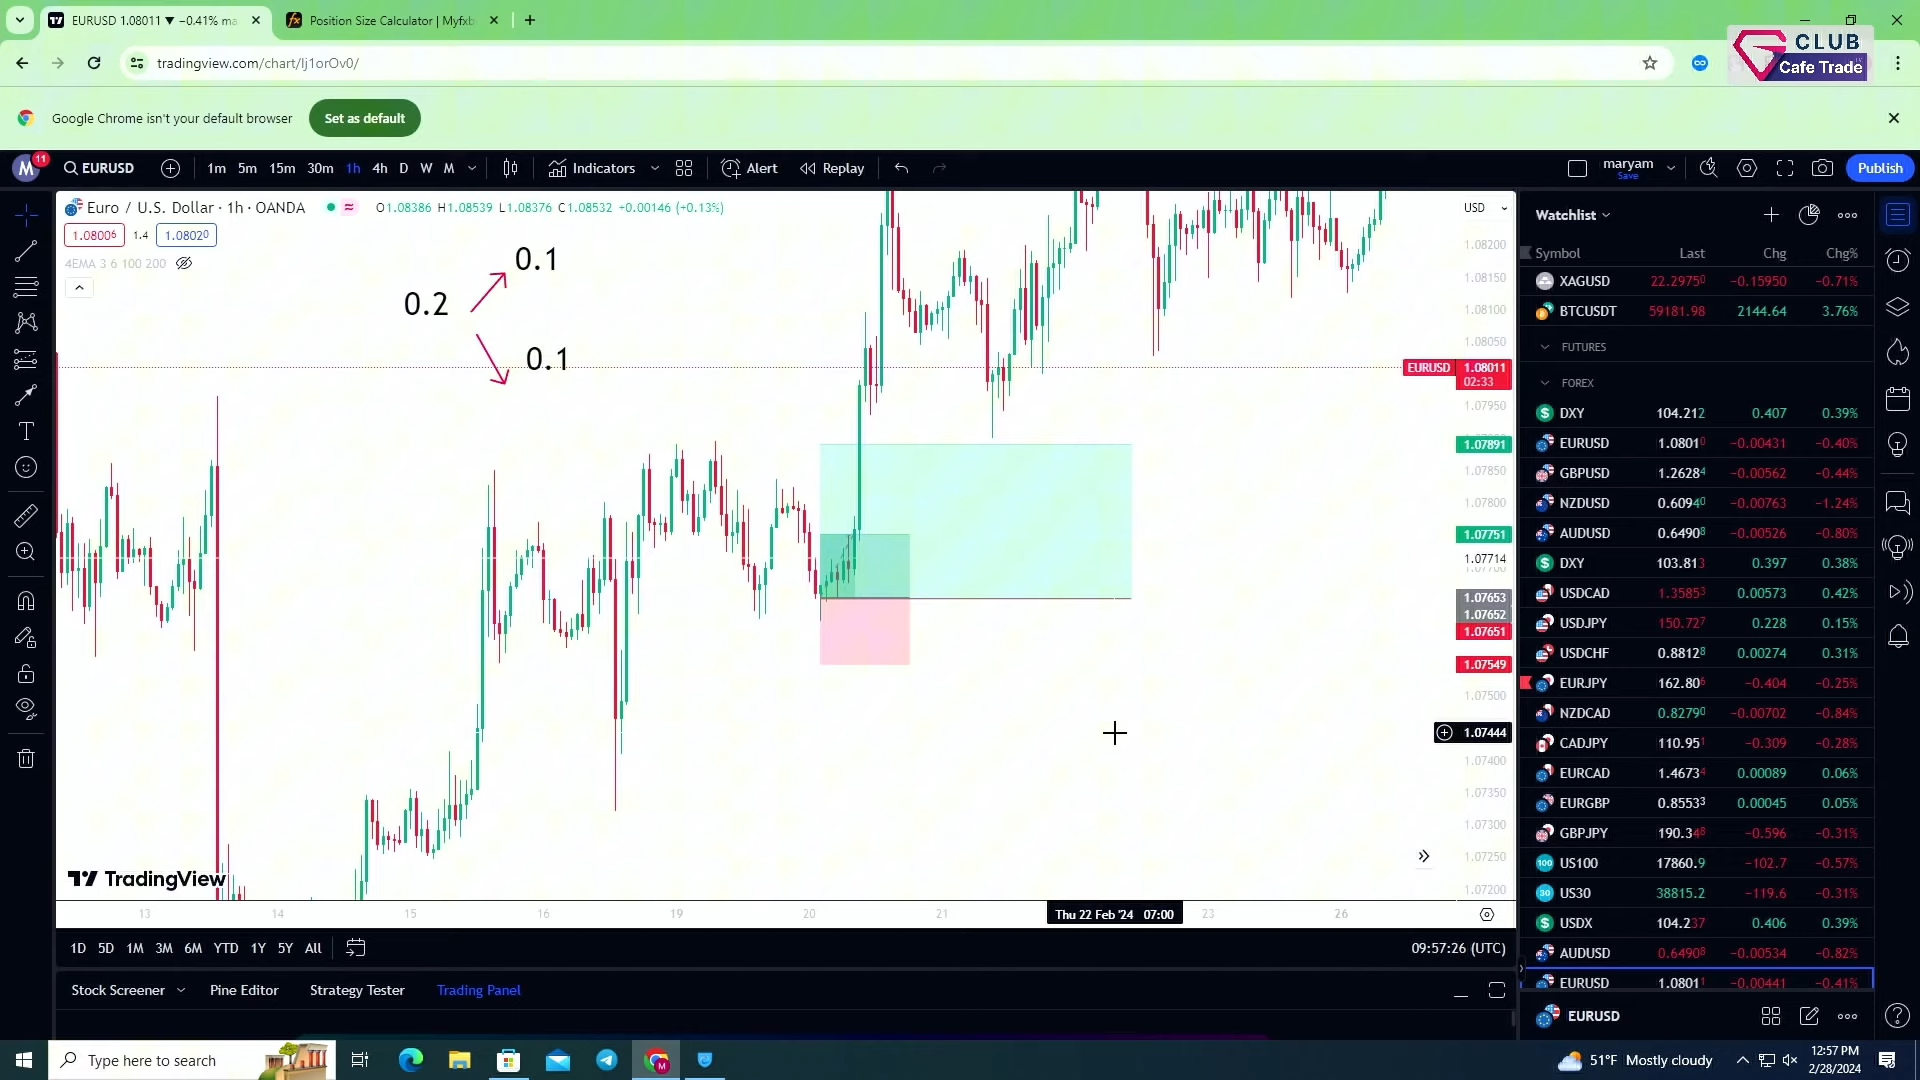 EURUSD 1.08011 ▼ −0.41% ma
Position Size Calculator | Myfxb
tradingview.com/chart/Ij1orOv0/
CLUB
Cafe Trade
Google Chrome isn't your default browser
Set as default
M 11
EURUSD
1m 5m 15m 30m 1h 4h D W M
Indicators
Alert
Replay
maryam
Save
Publish
Euro / U.S. Dollar · 1h · OANDA
O1.08386 H1.08539 L1.08376 C1.08532 +0.00146 (+0.13%)
1.08006 1.4 1.08020
4EMA 3 6 100 200
0.1
0.2
0.1
USD
1.08200
1.08150
1.08100
1.08050
EURUSD 1.08011
02:33
1.07950
1.07891
1.07850
1.07800
1.07751
1.07714
1.07700
1.07653
1.07652
1.07651
1.07549
1.07500
1.07444
1.07400
1.07350
1.07300
1.07250
1.07200
TradingView
13 14 15 16 19 20 21 Thu 22 Feb '24 07:00 23 26
1D 5D 1M 3M 6M YTD 1Y 5Y All
09:57:26 (UTC)
Stock Screener Pine Editor Strategy Tester Trading Panel
Watchlist
Symbol Last Chg Chg%
XAGUSD 22.29750 −0.15950 −0.71%
BTCUSDT 59181.98 2144.64 3.76%
FUTURES
FOREX
DXY 104.212 0.407 0.39%
EURUSD 1.08010 −0.00431 −0.40%
GBPUSD 1.26284 −0.00562 −0.44%
NZDUSD 0.60940 −0.00763 −1.24%
AUDUSD 0.64908 −0.00526 −0.80%
DXY 103.813 0.397 0.38%
USDCAD 1.35853 0.00573 0.42%
USDJPY 150.727 0.228 0.15%
USDCHF 0.88128 0.00274 0.31%
EURJPY 162.806 −0.404 −0.25%
NZDCAD 0.82790 −0.00702 −0.84%
CADJPY 110.951 −0.309 −0.28%
EURCAD 1.46734 0.00089 0.06%
EURGBP 0.85533 0.00045 0.05%
GBPJPY 190.348 −0.596 −0.31%
100 US100 17860.9 −102.7 −0.57%
30 US30 38815.2 −119.6 −0.31%
USDX 104.237 0.406 0.39%
AUDUSD 0.64908 −0.00534 −0.82%
EURUSD 1.08011 −0.00441 −0.41%
EURUSD
Type here to search
51°F Mostly cloudy
12:57 PM
2/28/2024